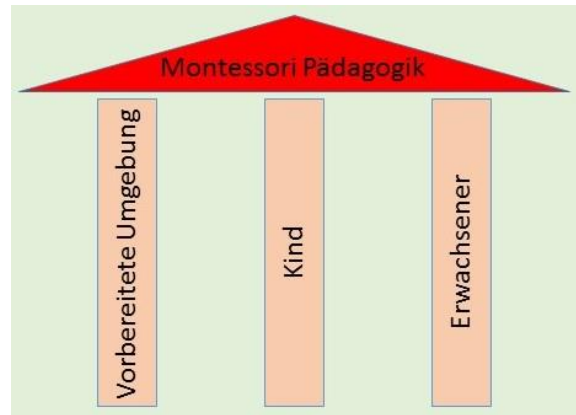 Montessori Pädagogik
Vorbereitete Umgebung
Kind
Erwachsener